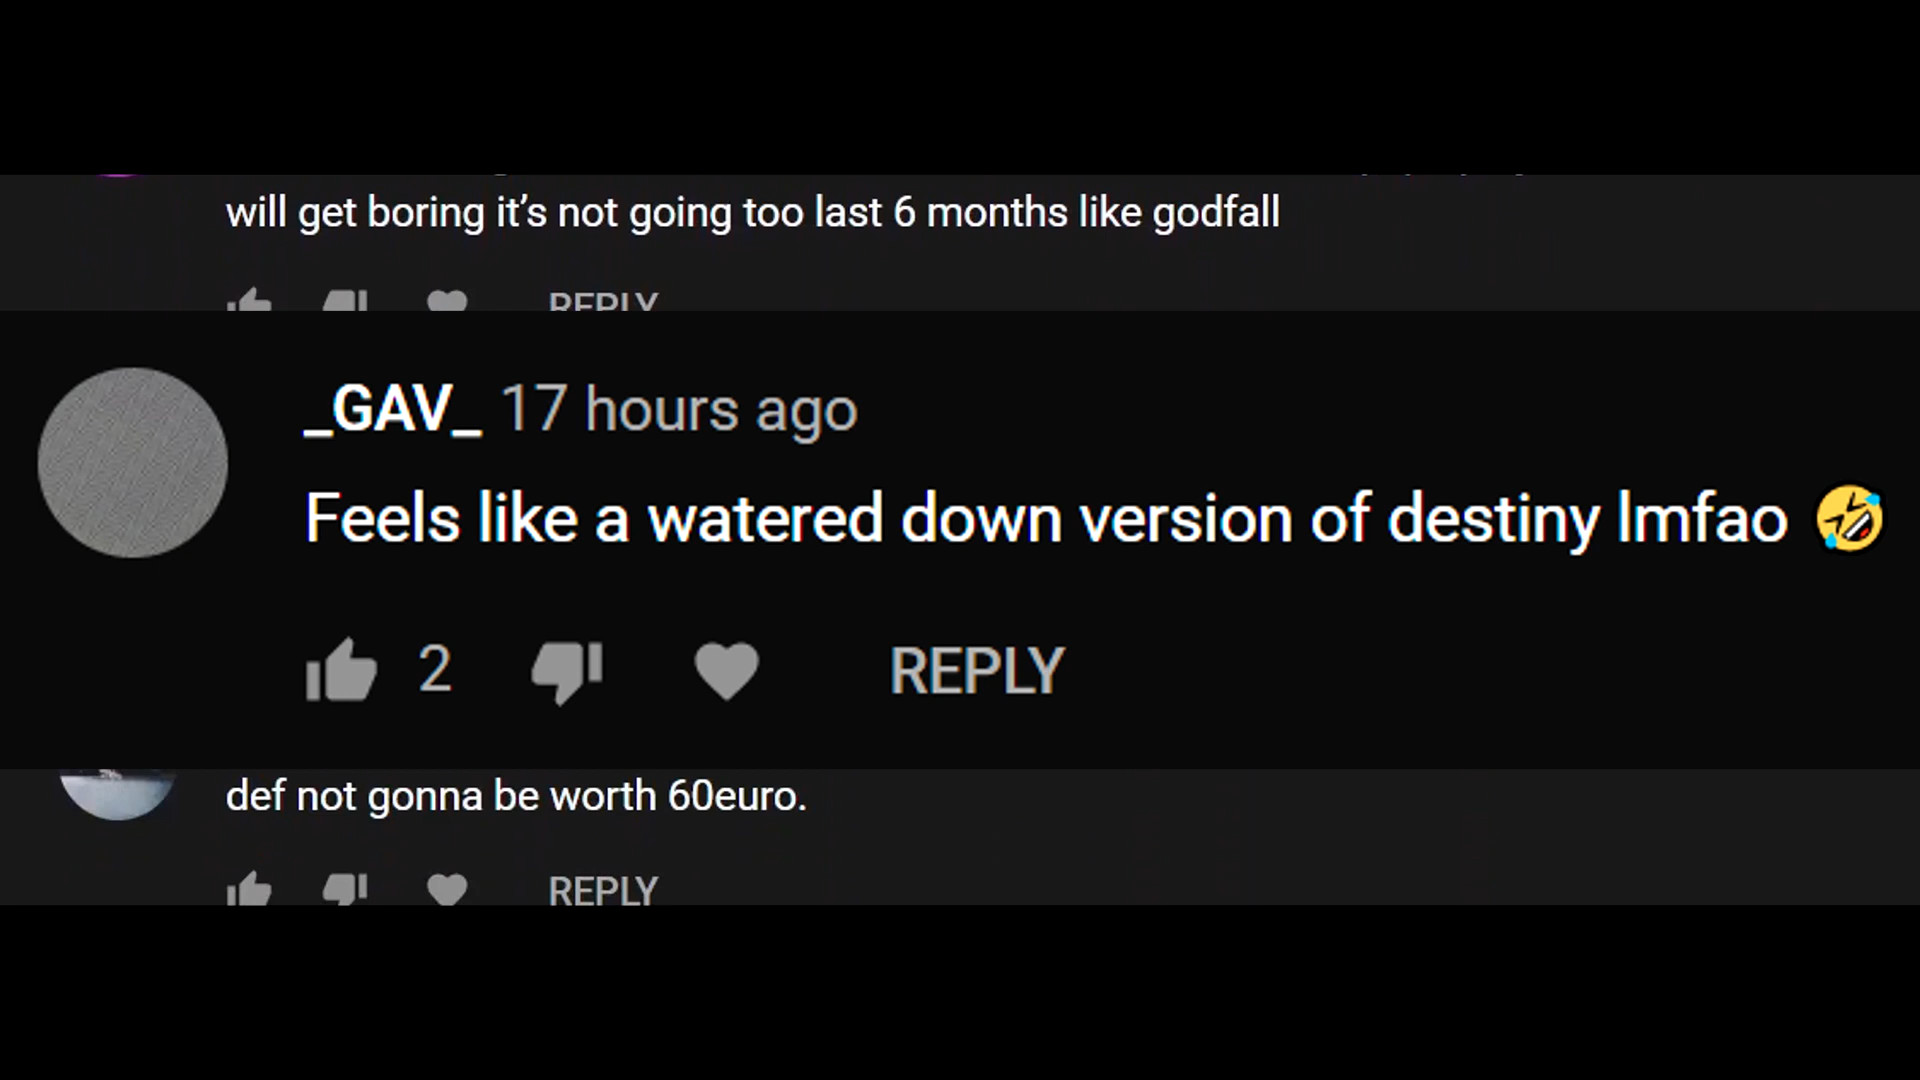 will get boring it’s not going too last 6 months like godfall
REPLY
_GAV_ 17 hours ago
Feels like a watered down version of destiny lmfao 🤣
2
REPLY
def not gonna be worth 60euro.
REPLY